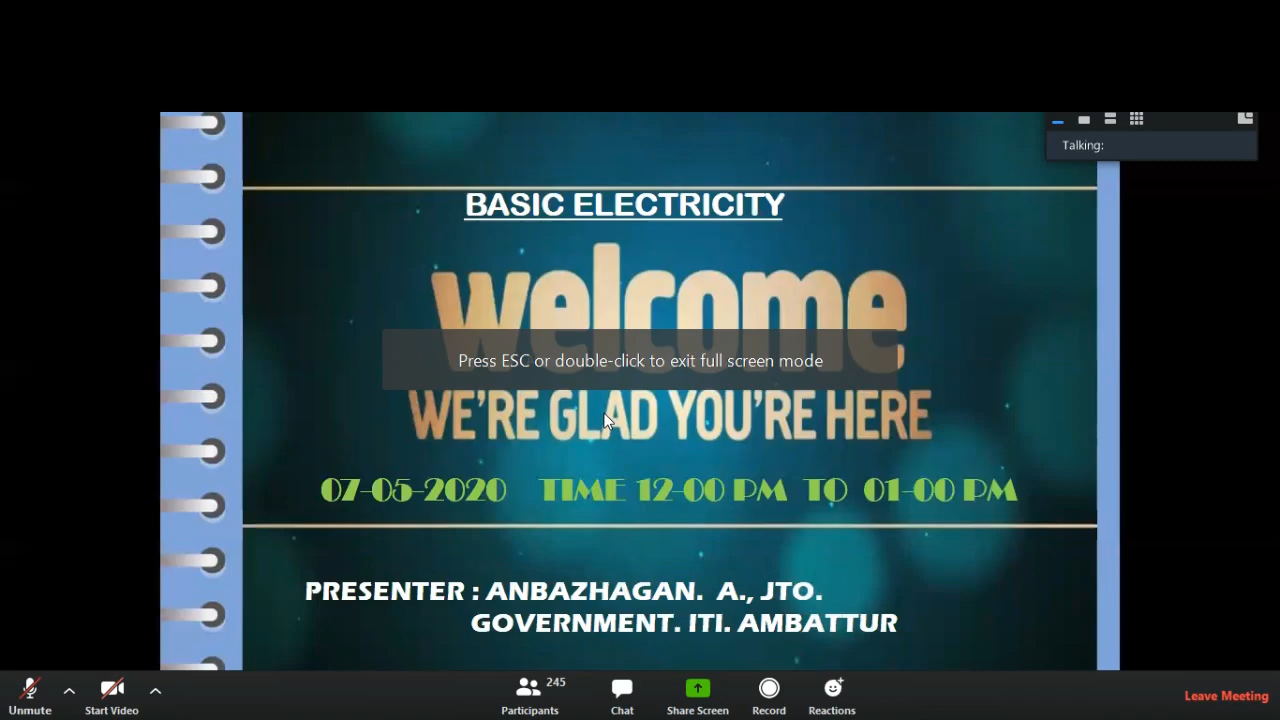 Talking:
BASIC ELECTRICITY
welcome
Press ESC or double-click to exit full screen mode
WE'RE GLAD YOU'RE HERE
07-05-2020 TIME 12-00 PM TO 01-00 PM
PRESENTER : ANBAZHAGAN. A., JTO.
GOVERNMENT. ITI. AMBATTUR
245
Unmute Start Video Participants Chat Share Screen Record Reactions Leave Meeting